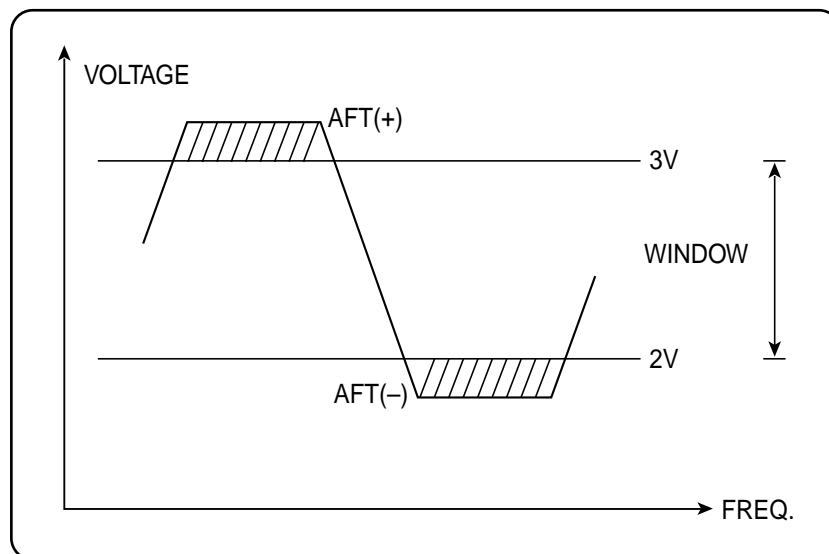 VOLTAGE
AFT(+)
3V
WINDOW
2V
AFT(–)
FREQ.